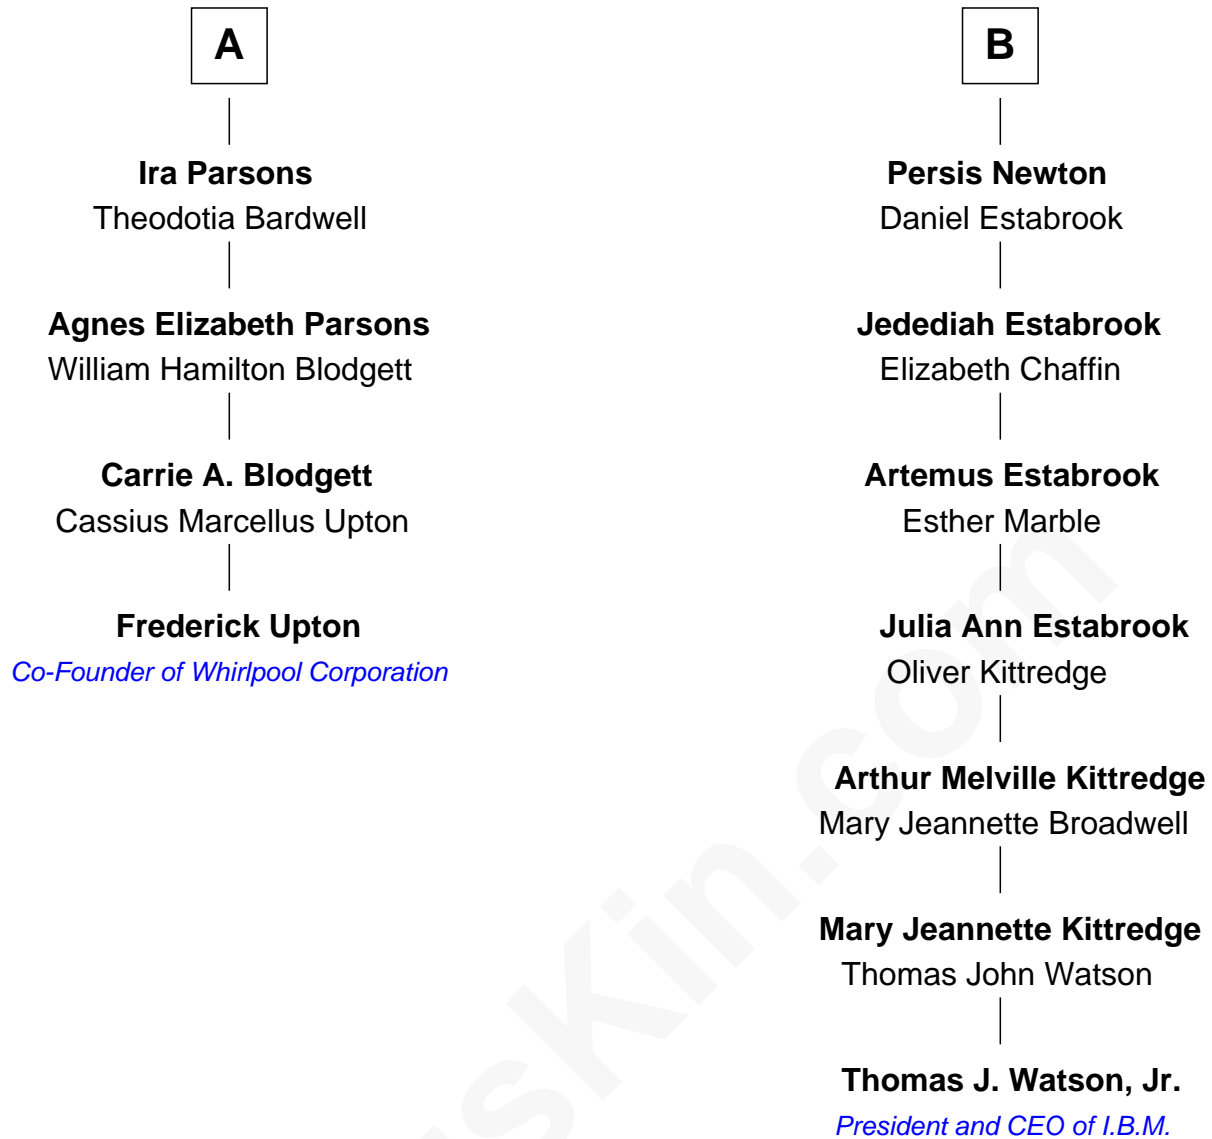 A
Ira Parsons
Theodotia Bardwell
Agnes Elizabeth Parsons
William Hamilton Blodgett
Carrie A. Blodgett
Cassius Marcellus Upton
Frederick Upton
Co-Founder of Whirlpool Corporation
B
Persis Newton
Daniel Estabrook
Jedediah Estabrook
Elizabeth Chaffin
Artemus Estabrook
Esther Marble
Julia Ann Estabrook
Oliver Kittredge
Arthur Melville Kittredge
Mary Jeannette Broadwell
Mary Jeannette Kittredge
Thomas John Watson
Thomas J. Watson, Jr.
President and CEO of I.B.M.
sKin.com